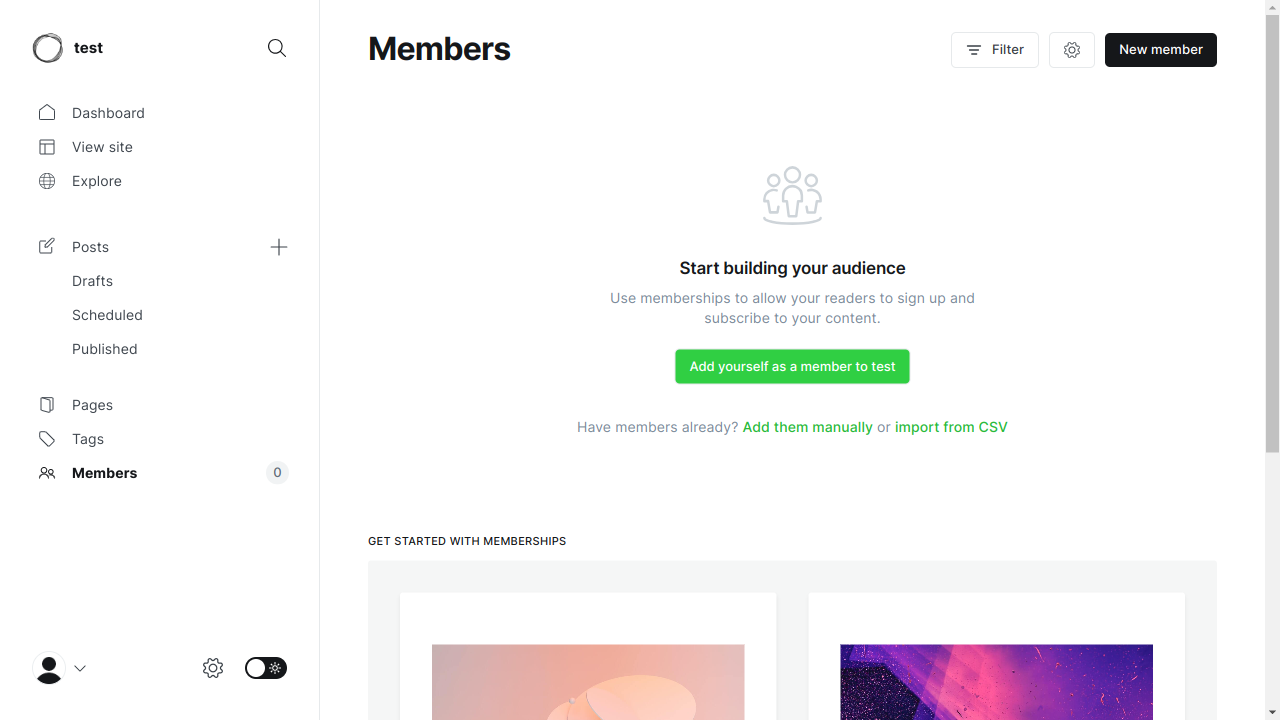 test
Dashboard
View site
Explore
Posts
Drafts
Scheduled
Published
Pages
Tags
Members
0
Members
Filter
New member
Start building your audience
Use memberships to allow your readers to sign up and
subscribe to your content.
Add yourself as a member to test
Have members already? Add them manually or import from CSV
GET STARTED WITH MEMBERSHIPS